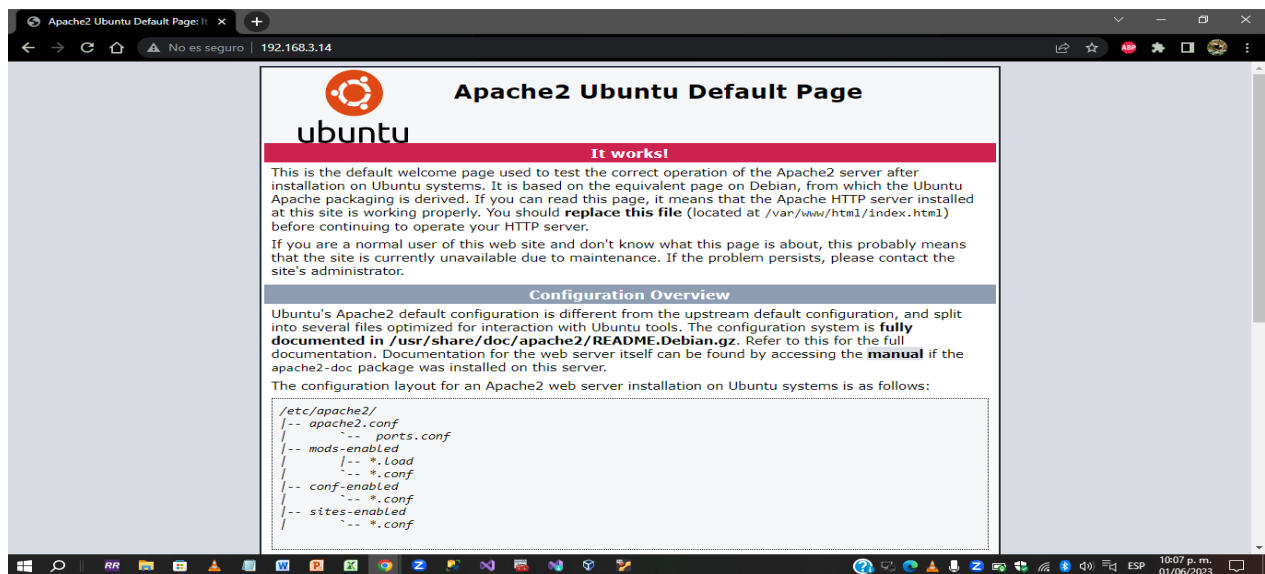 Apache2 Ubuntu Default Page: It
No es seguro
192.168.3.14
ABP
ubuntu
Apache2 Ubuntu Default Page
It works!
This is the default welcome page used to test the correct operation of the Apache2 server after
installation on Ubuntu systems. It is based on the equivalent page on Debian, from which the Ubuntu
Apache packaging is derived. If you can read this page, it means that the Apache HTTP server installed
at this site is working properly. You should replace this file (located at /var/www/html/index.html)
before continuing to operate your HTTP server.
If you are a normal user of this web site and don't know what this page is about, this probably means
that the site is currently unavailable due to maintenance. If the problem persists, please contact the
site's administrator.
Configuration Overview
Ubuntu's Apache2 default configuration is different from the upstream default configuration, and split
into several files optimized for interaction with Ubuntu tools. The configuration system is fully
documented in /usr/share/doc/apache2/README.Debian.gz. Refer to this for the full
documentation. Documentation for the web server itself can be found by accessing the manual if the
apache2-doc package was installed on this server.
The configuration layout for an Apache2 web server installation on Ubuntu systems is as follows:
/etc/apache2/
|-- apache2.conf
|       `--  ports.conf
|-- mods-enabled
|       |-- *.load
|       `-- *.conf
|-- conf-enabled
|       `-- *.conf
|-- sites-enabled
|       `-- *.conf
RR
W
P
X
Z
Z
ESP
10:07 p. m.
01/06/2023